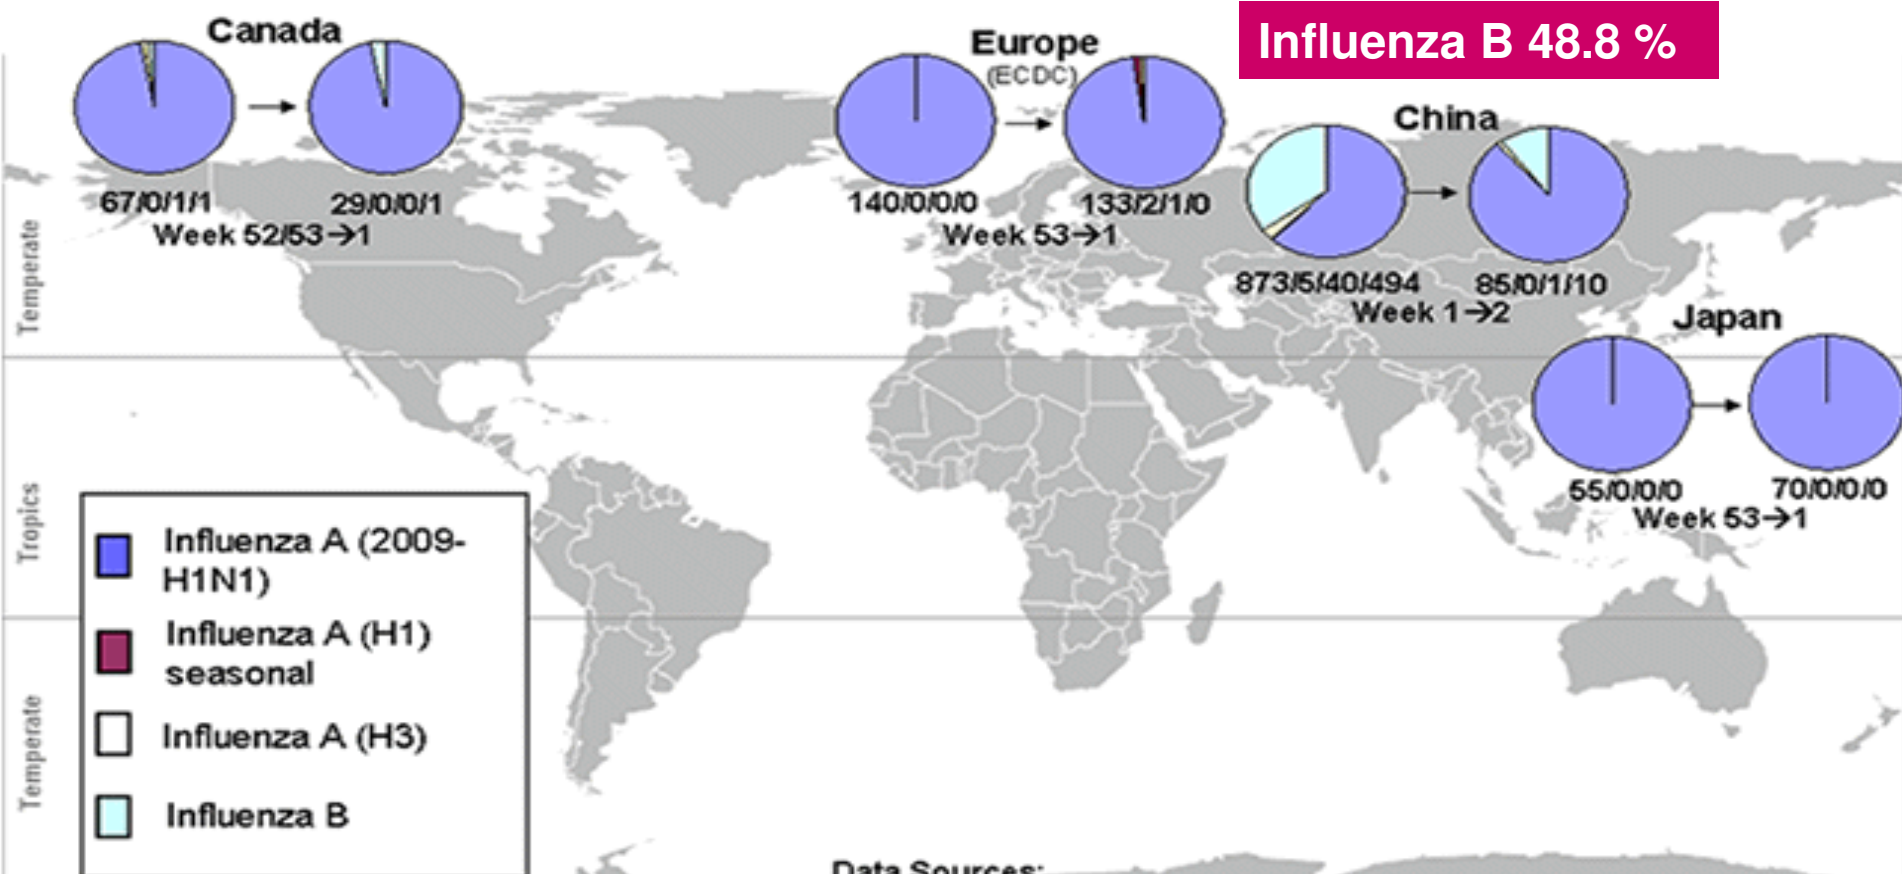 Canada
Europe
(ECDC)
Influenza B 48.8 %
China
67/0/1/1
29/0/0/1
Week 52/53→1
140/0/0/0
133/2/1/0
Week 53→1
873/5/40/494
85/0/1/10
Week 1→2
Japan
55/0/0/0
70/0/0/0
Week 53→1
Temperate
Tropics
Temperate
Influenza A (2009-
H1N1)
Influenza A (H1)
seasonal
Influenza A (H3)
Influenza B
Data Sources: